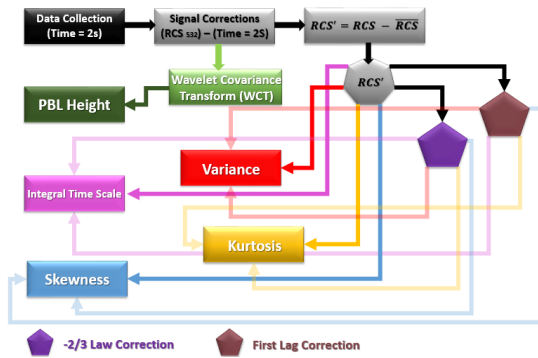 Data Collection
(Time = 2s)
Signal Corrections
(RCS 532) – (Time = 2S)
RCS' = RCS − \overline{RCS}
Wavelet Covariance
Transform (WCT)
PBL Height
RCS'
Variance
Integral Time Scale
Kurtosis
Skewness
-2/3 Law Correction
First Lag Correction